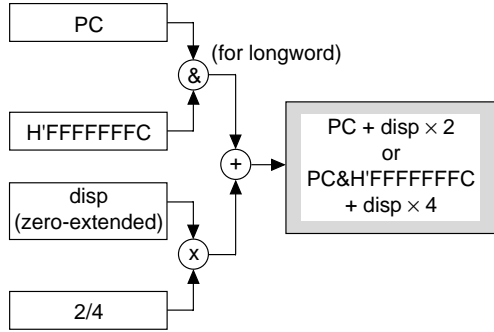 PC
(for longword)
&
H'FFFFFFFC
PC + disp × 2
or
PC&H'FFFFFFFC
+ disp × 4
+
disp
(zero-extended)
x
2/4